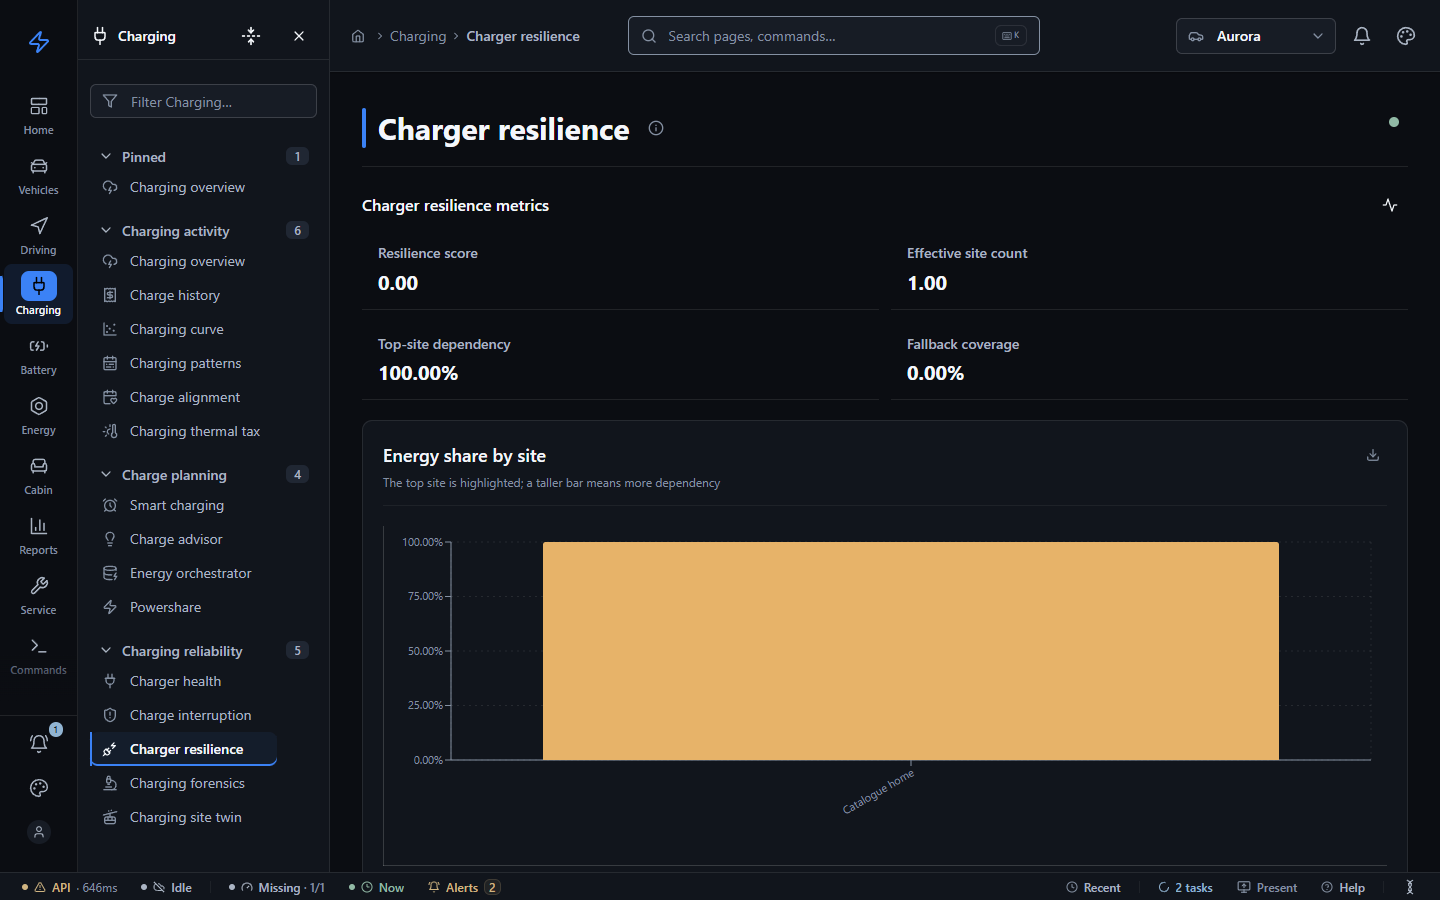 Home
Vehicles
Driving
Charging
Battery
Energy
Cabin
Reports
Service
Commands
1
Charging
Filter Charging...
Pinned 1
Charging overview
Charging activity 6
Charging overview
Charge history
Charging curve
Charging patterns
Charge alignment
Charging thermal tax
Charge planning 4
Smart charging
Charge advisor
Energy orchestrator
Powershare
Charging reliability 5
Charger health
Charge interruption
Charger resilience
Charging forensics
Charging site twin
Charging > Charger resilience
Search pages, commands... K
Aurora
Charger resilience
Charger resilience metrics
Resilience score
0.00
Effective site count
1.00
Top-site dependency
100.00%
Fallback coverage
0.00%
Energy share by site
The top site is highlighted; a taller bar means more dependency
100.00%
75.00%
50.00%
25.00%
0.00%
Catalogue home
API · 646ms Idle Missing · 1/1 Now Alerts 2 Recent 2 tasks Present Help